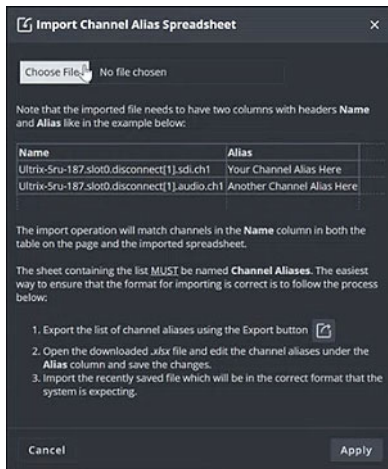 Import Channel Alias Spreadsheet
Choose File No file chosen
Note that the imported file needs to have two columns with headers Name
and Alias like in the example below:
Name Alias
Ultrix-5ru-187.slot0.disconnect[1].sdi.ch1 Your Channel Alias Here
Ultrix-5ru-187.slot0.disconnect[1].audio.ch1 Another Channel Alias Here
The import operation will match channels in the Name column in both the
table on the page and the imported spreadsheet.
The sheet containing the list MUST be named Channel Aliases. The easiest
way to ensure that the format for importing is correct is to follow the process
below:
1. Export the list of channel aliases using the Export button
2. Open the downloaded .xlsx file and edit the channel aliases under the
Alias column and save the changes.
3. Import the recently saved file which will be in the correct format that the
system is expecting.
Cancel Apply